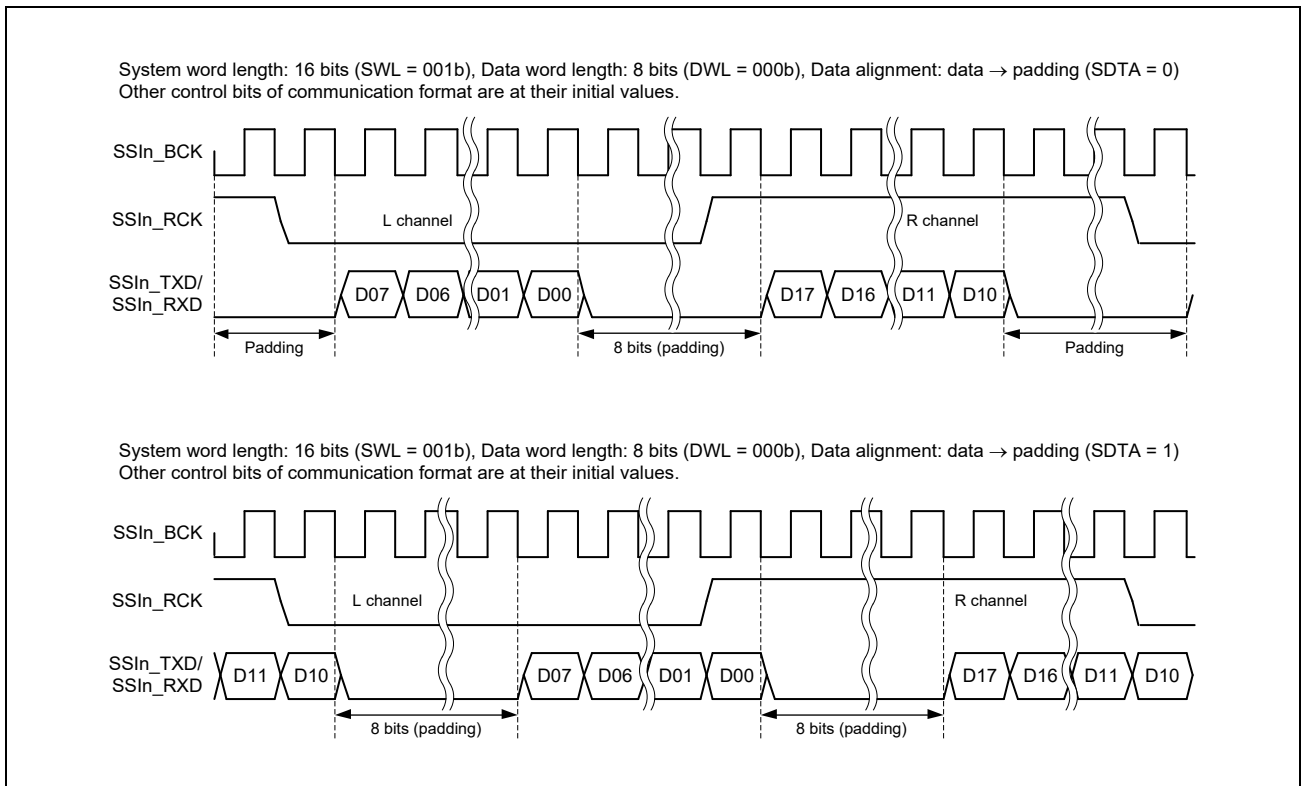 System word length: 16 bits (SWL = 001b), Data word length: 8 bits (DWL = 000b), Data alignment: data → padding (SDTA = 0)
Other control bits of communication format are at their initial values.
SSIn_BCK
SSIn_RCK
L channel
R channel
SSIn_TXD/
SSIn_RXD
D07 D06 D01 D00 D17 D16 D11 D10
Padding 8 bits (padding) Padding
System word length: 16 bits (SWL = 001b), Data word length: 8 bits (DWL = 000b), Data alignment: data → padding (SDTA = 1)
Other control bits of communication format are at their initial values.
SSIn_BCK
SSIn_RCK
L channel
R channel
SSIn_TXD/
SSIn_RXD
D11 D10 D07 D06 D01 D00 D17 D16 D11 D10
8 bits (padding) 8 bits (padding)